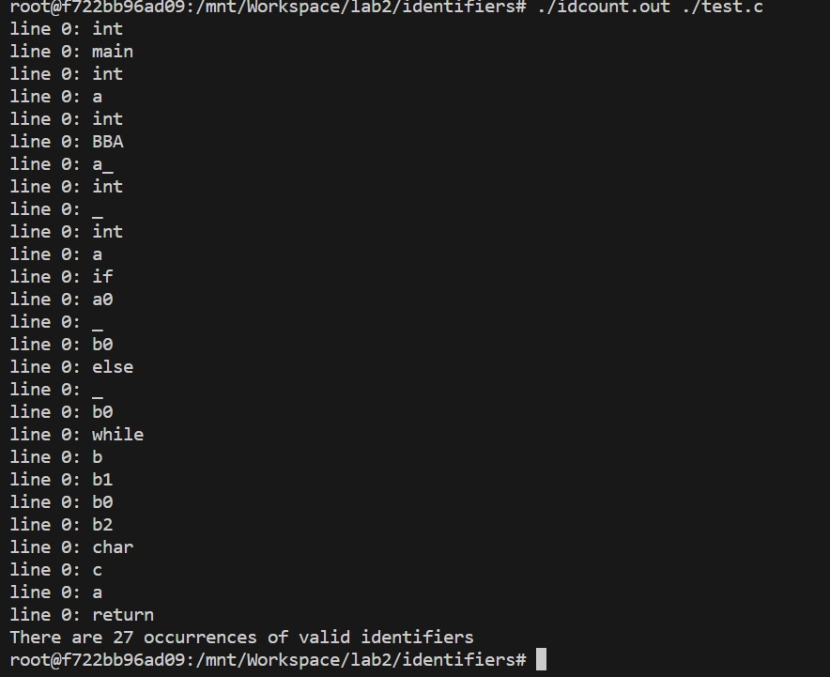 root@f722bb96ad09:/mnt/Workspace/lab2/identifiers# ./idcount.out ./test.c
line 0: int
line 0: main
line 0: int
line 0: a
line 0: int
line 0: BBA
line 0: a_
line 0: int
line 0: _
line 0: int
line 0: a
line 0: if
line 0: a0
line 0: _
line 0: b0
line 0: else
line 0: _
line 0: b0
line 0: while
line 0: b
line 0: b1
line 0: b0
line 0: b2
line 0: char
line 0: c
line 0: a
line 0: return
There are 27 occurrences of valid identifiers
root@f722bb96ad09:/mnt/Workspace/lab2/identifiers#